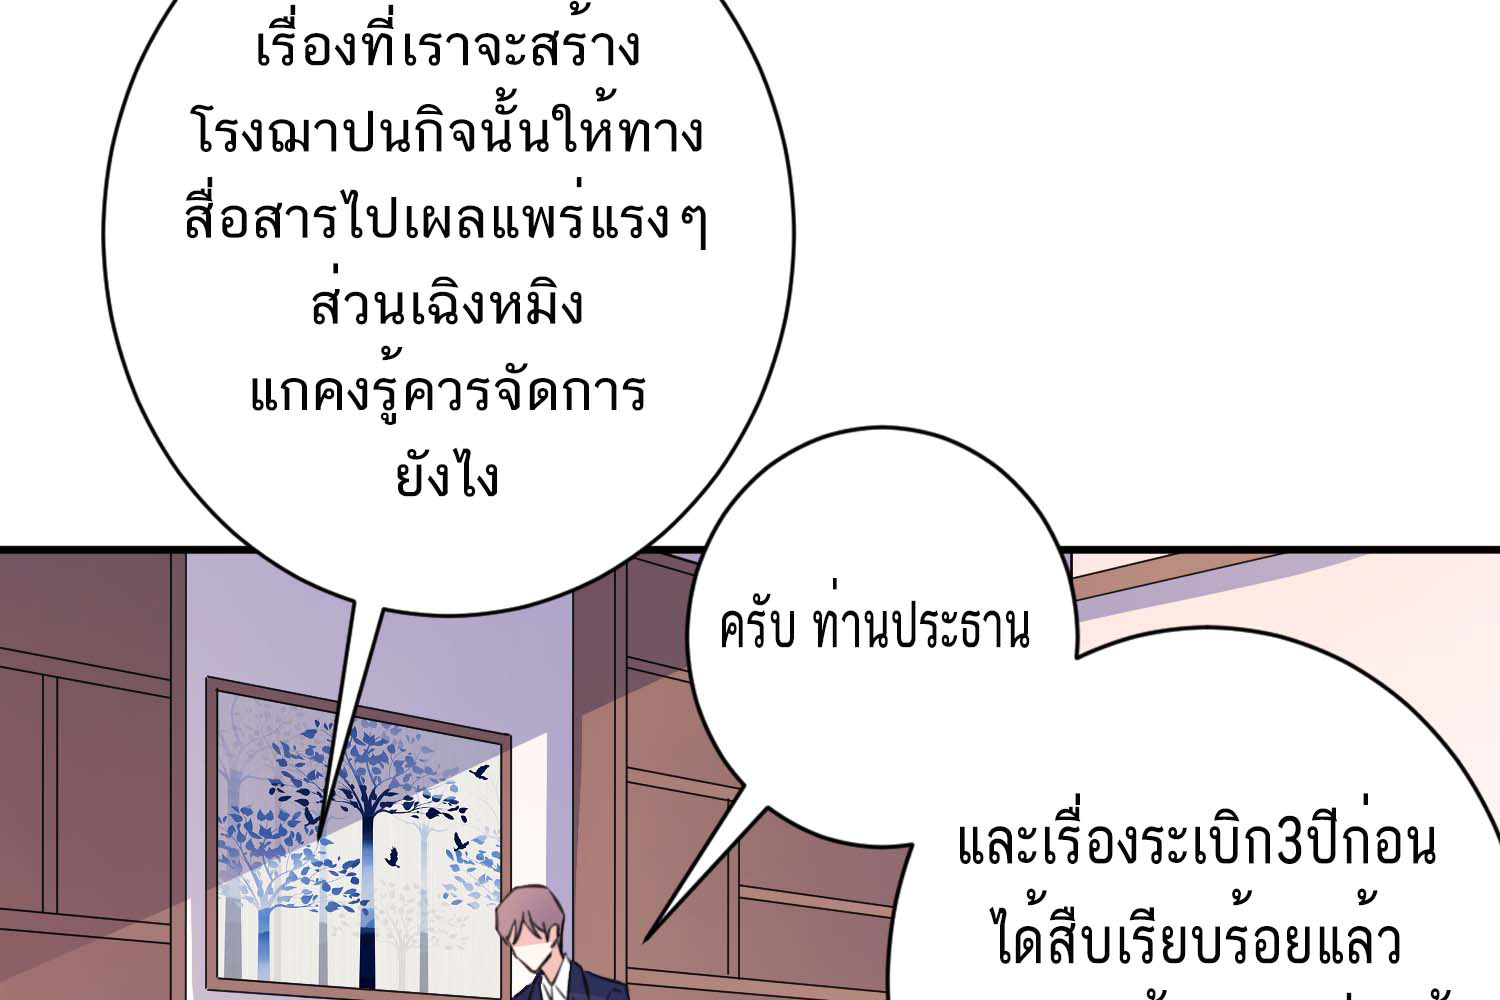 เรื่องที่เราจะสร้าง
โรงฌาปนกิจนั้นให้ทาง
สื่อสารไปเผลแพร่แรงๆ
ส่วนเฉิงหมิง
แกคงรู้ควรจัดการ
ยังไง
ครับ ท่านประธาน
และเรื่องระเบิก3ปีก่อน
ได้สืบเรียบร้อยแล้ว